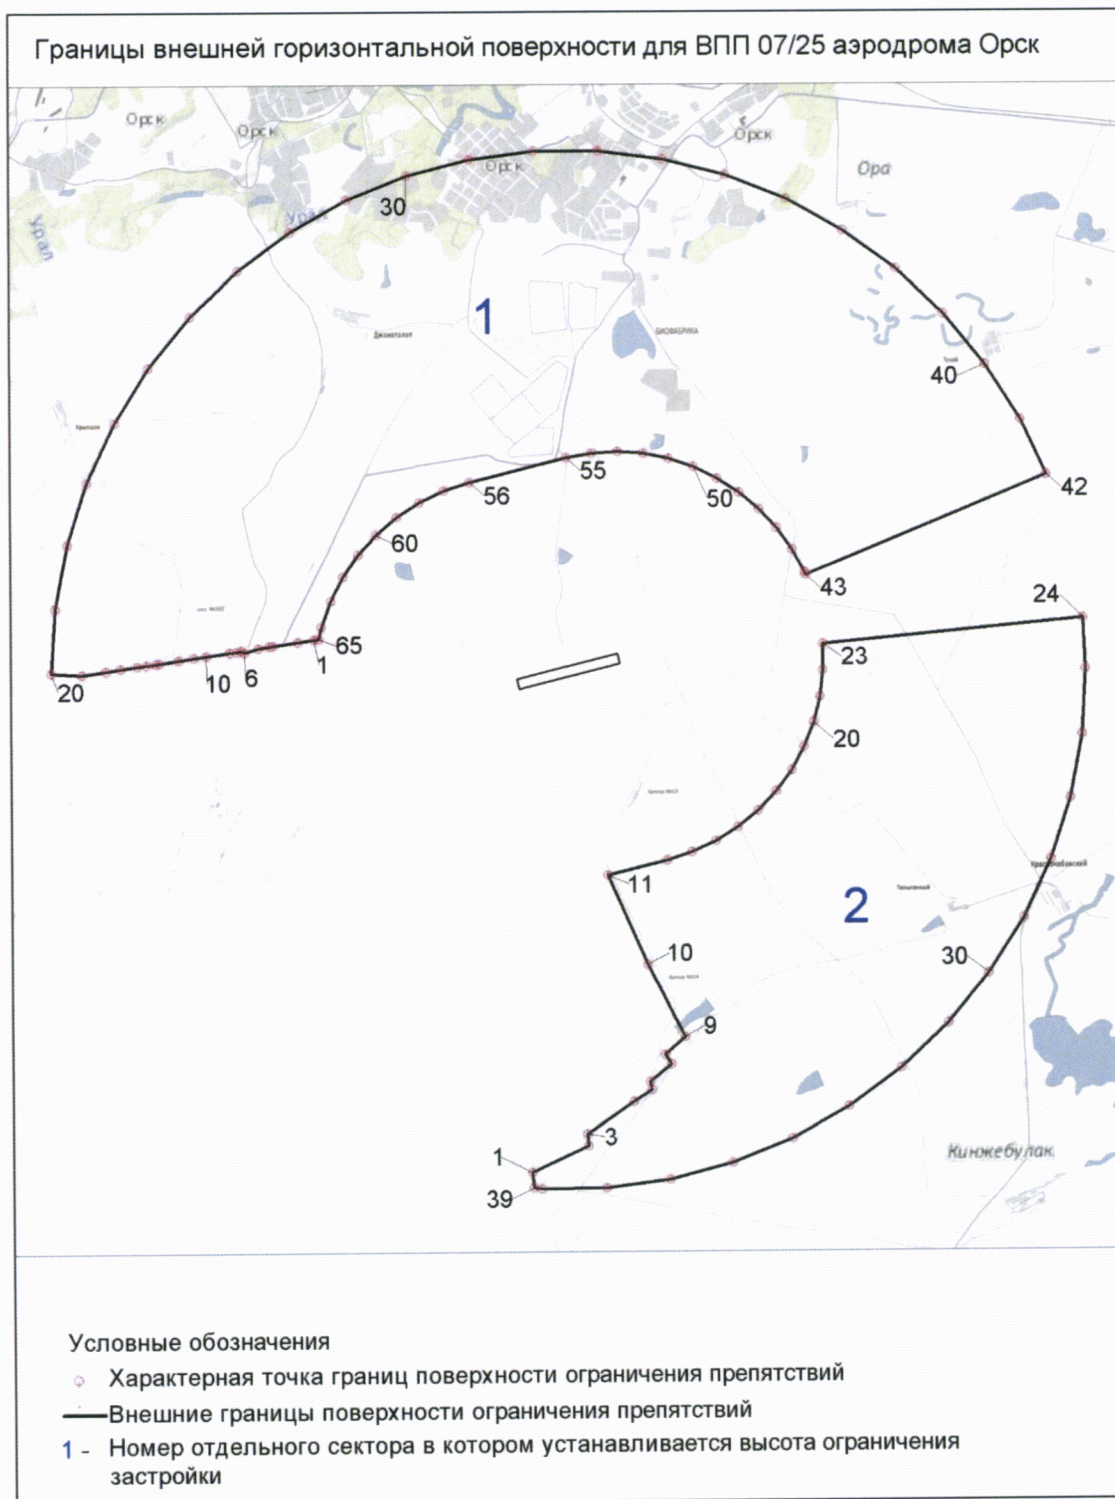 Границы внешней горизонтальной поверхности для ВПП 07/25 аэродрома Орск
Орск
Орск
Орск
Орск
Ора
Урал
Урал
30
1
Джанаталап
БИОФАБРИКА
40
42
55
56
50
60
43
24
65
1
6
10
20
23
20
11
2
10
9
30
3
1
39
Кинжебулак
Условные обозначения
Характерная точка границ поверхности ограничения препятствий
Внешние границы поверхности ограничения препятствий
1 - Номер отдельного сектора в котором устанавливается высота ограничения
застройки